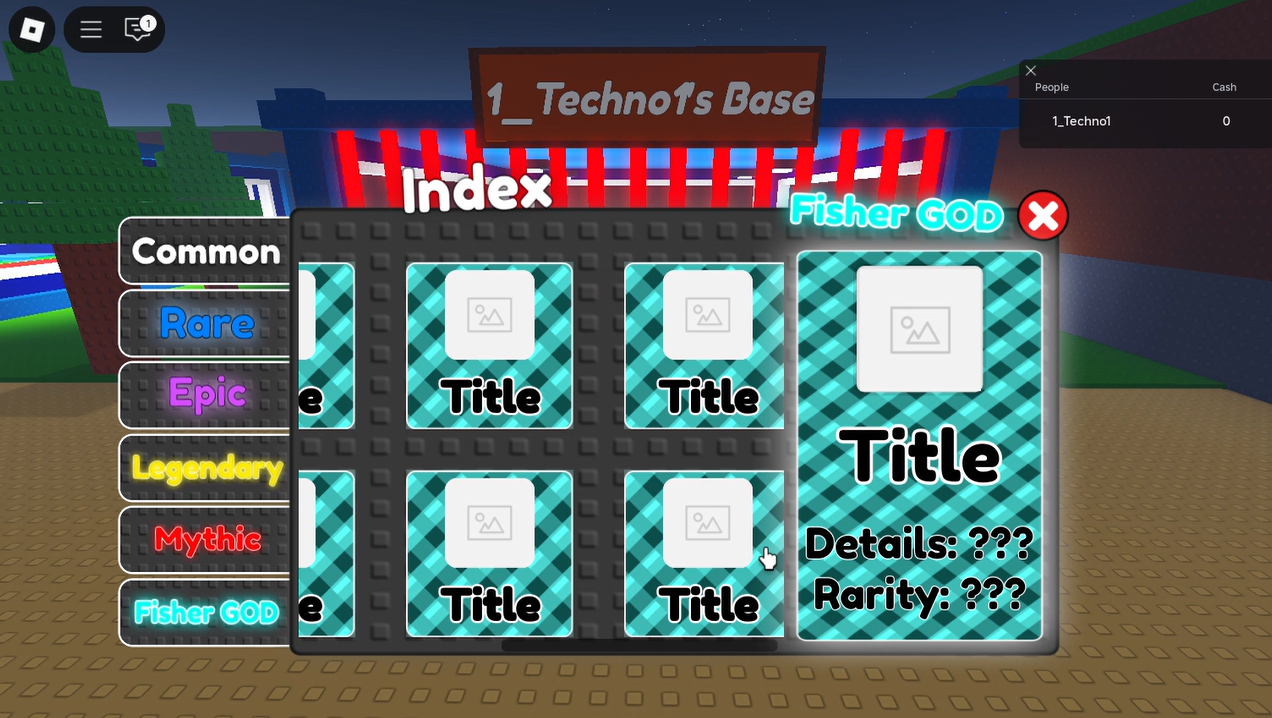 1
1_Techno1's Base
People Cash
1_Techno1 0
Index
Fisher GOD
Common
Rare
Epic
Legendary
Mythic
Fisher GOD
e
Title
Title
e
Title
Title
Title
Details: ???
Rarity: ???